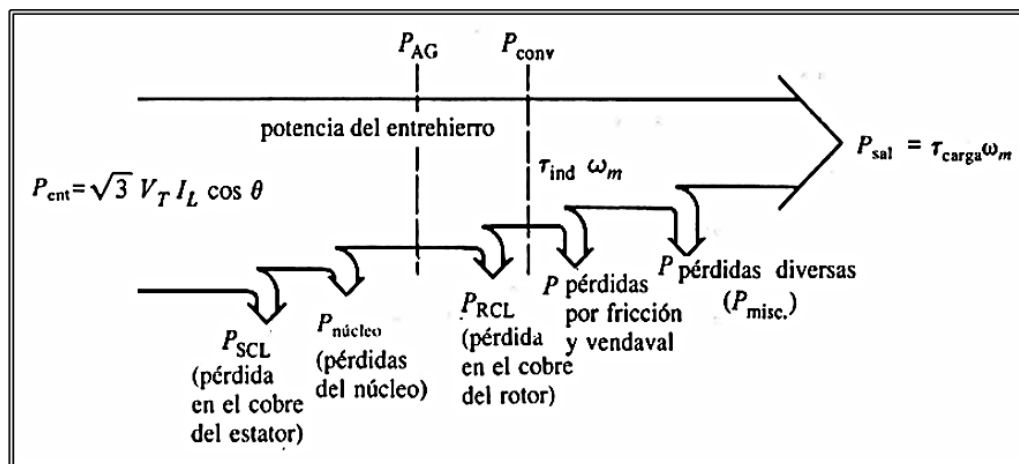 P_AG
P_conv
potencia del entrehierro
P_ent = √3 V_T I_L cos θ
τ_ind ω_m
P_sal = τ_carga ω_m
P_SCL
(pérdida
en el cobre
del estator)
P_núcleo
(pérdidas
del núcleo)
P_RCL
(pérdida
en el cobre
del rotor)
P pérdidas
por fricción
y vendaval
P pérdidas diversas
(P_misc.)